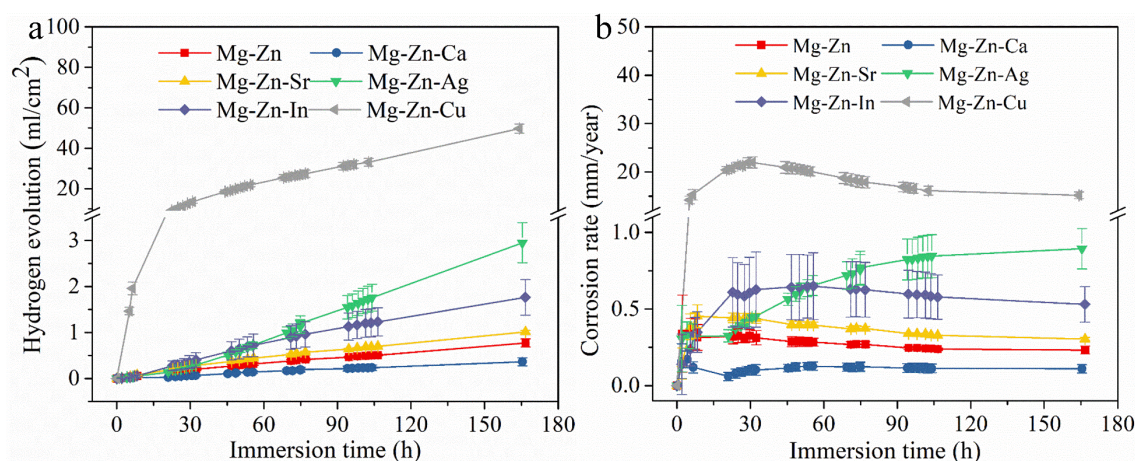 a
Hydrogen evolution (ml/cm²)
100
80
60
40
20
3
2
1
0
Mg-Zn
Mg-Zn-Ca
Mg-Zn-Sr
Mg-Zn-Ag
Mg-Zn-In
Mg-Zn-Cu
0 30 60 90 120 150 180
Immersion time (h)
b
Corrosion rate (mm/year)
50
40
30
20
1.0
0.5
0.0
Mg-Zn
Mg-Zn-Ca
Mg-Zn-Sr
Mg-Zn-Ag
Mg-Zn-In
Mg-Zn-Cu
0 30 60 90 120 150 180
Immersion time (h)